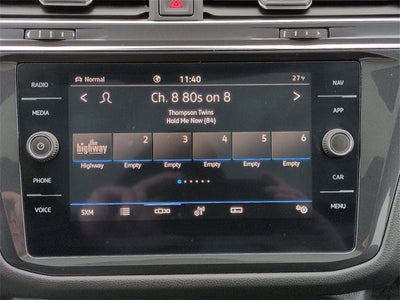 RADIO
MEDIA
PHONE
VOICE
Normal
11:40
27°F
Ch. 8 80s on 8
Thompson Twins
Hold Me Now (84)
the highway
2
3
4
5
6
Highway
Empty
Empty
Empty
Empty
Empty
SXM
NAV
APP
CAR
MENU